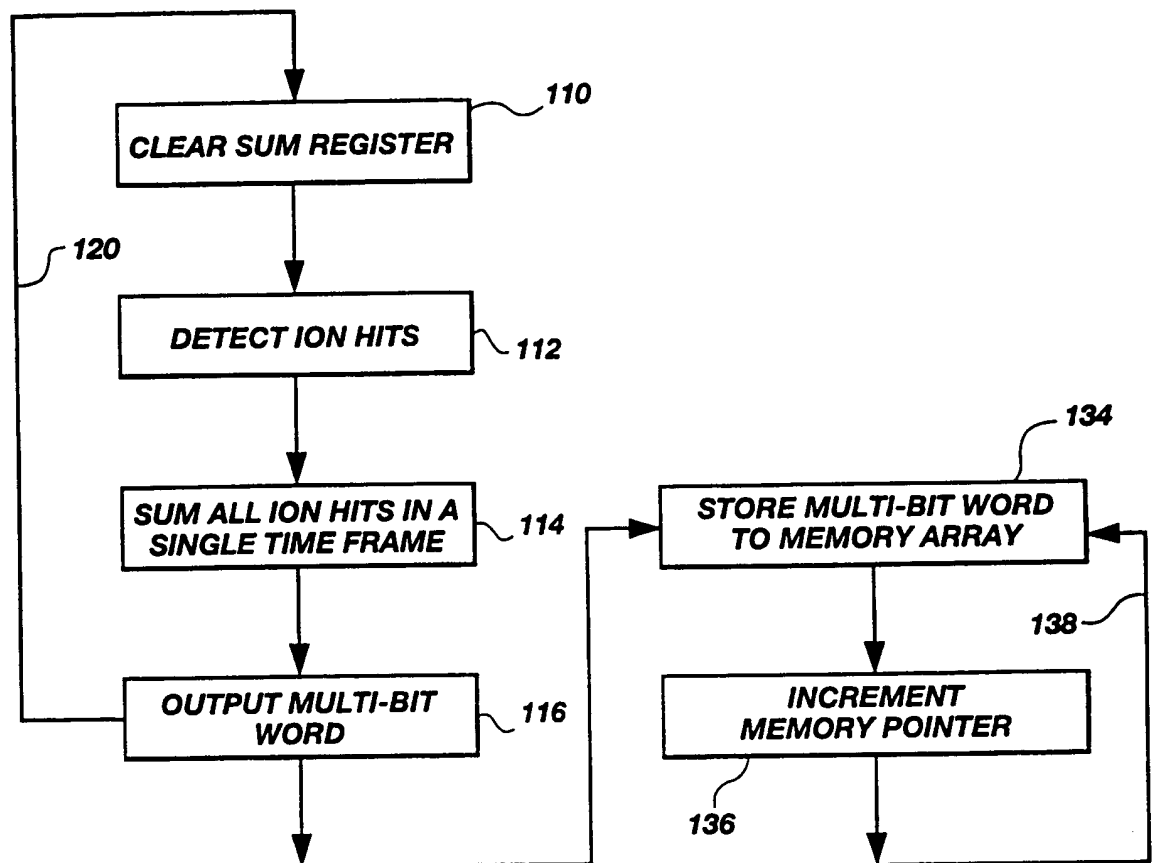 110
CLEAR SUM REGISTER
120
DETECT ION HITS
112
SUM ALL ION HITS IN A
SINGLE TIME FRAME
114
OUTPUT MULTI-BIT
WORD
116
134
STORE MULTI-BIT WORD
TO MEMORY ARRAY
138
INCREMENT
MEMORY POINTER
136